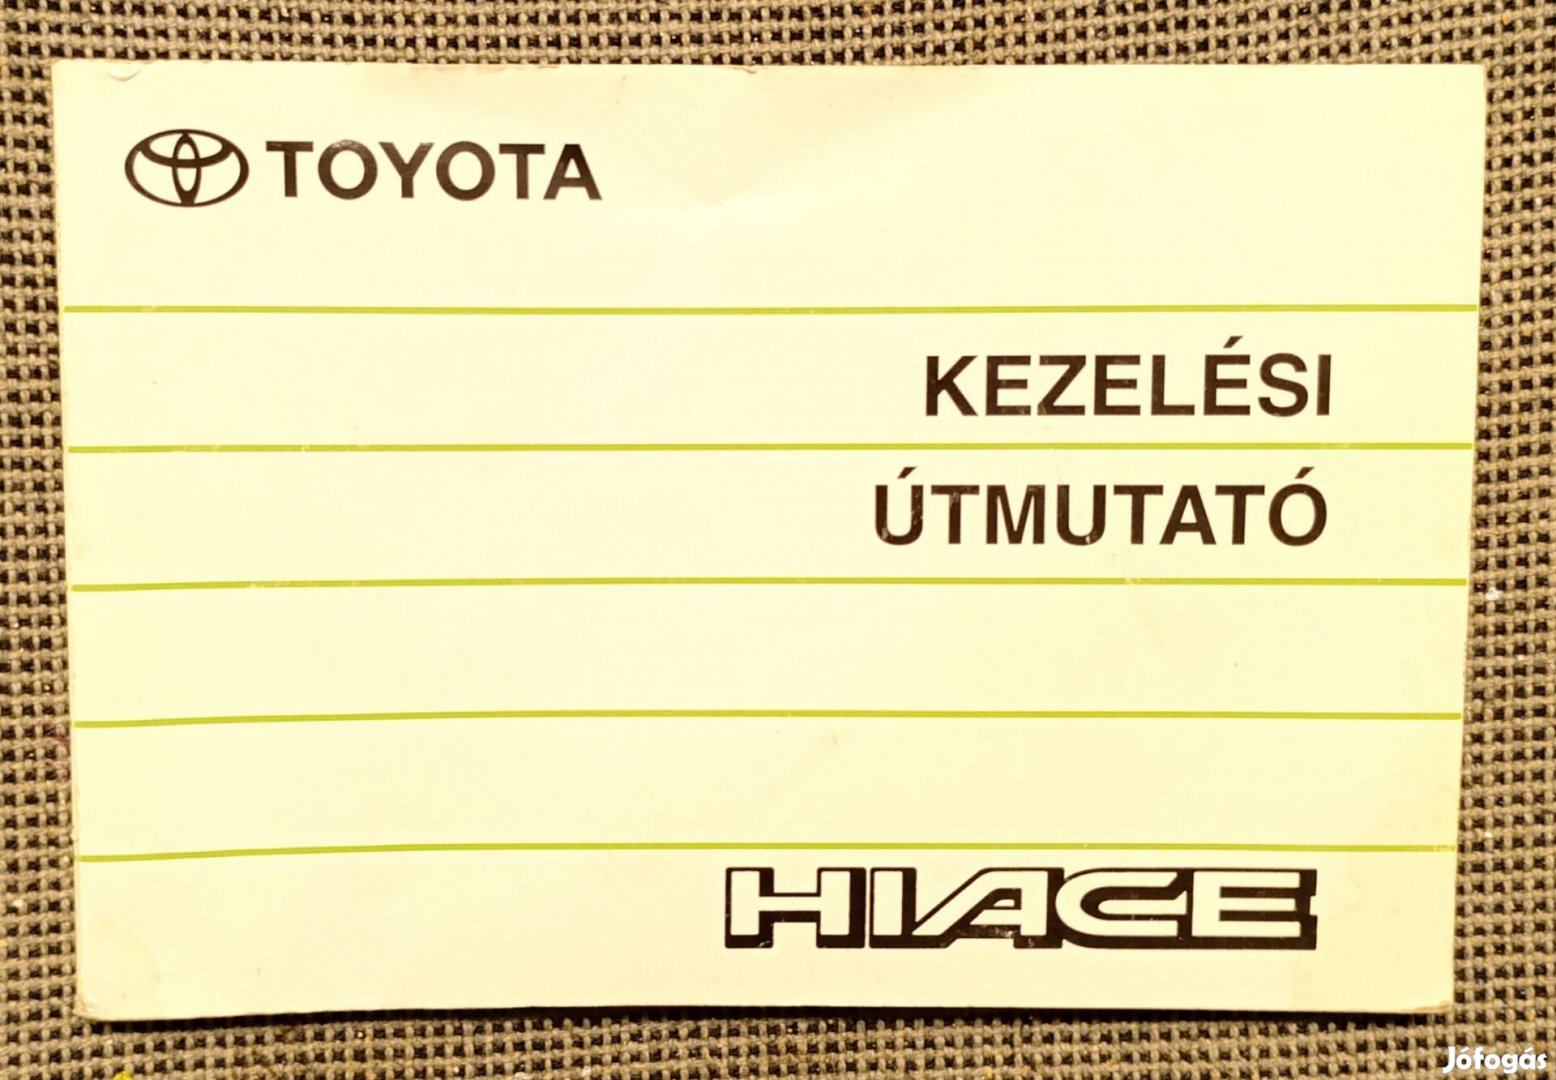 TOYOTA
KEZELÉSI
ÚTMUTATÓ
HIACE
Jófogás